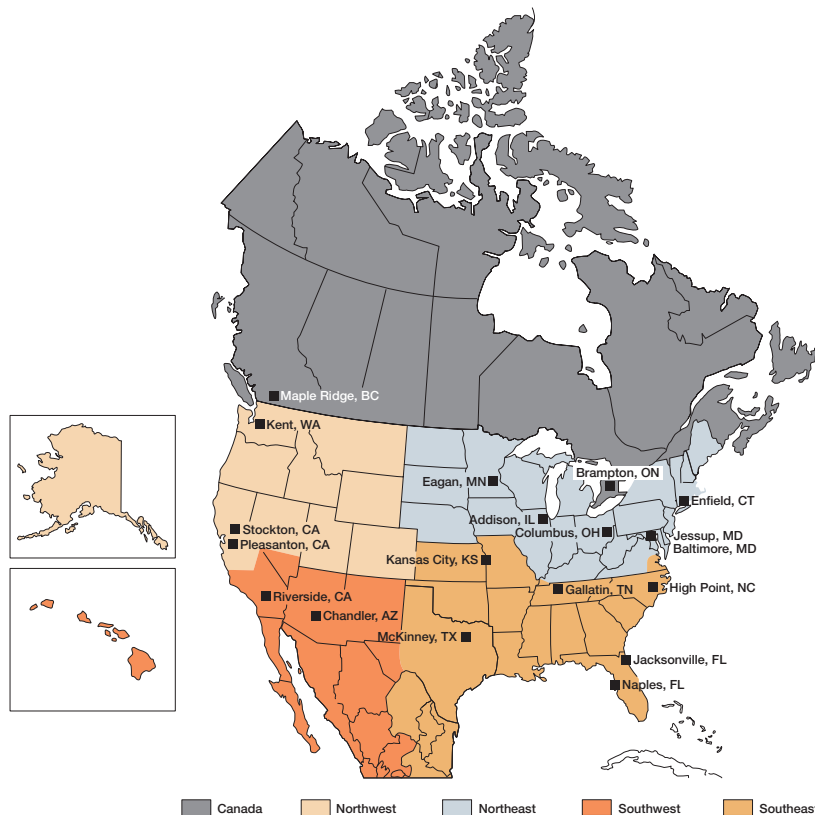 Maple Ridge, BC
Kent, WA
Brampton, ON
Eagan, MN
Enfield, CT
Addison, IL
Stockton, CA
Columbus, OH
Jessup, MD
Pleasanton, CA
Baltimore, MD
Kansas City, KS
Riverside, CA
Gallatin, TN
High Point, NC
Chandler, AZ
McKinney, TX
Jacksonville, FL
Naples, FL
Canada Northwest Northeast Southwest Southeast